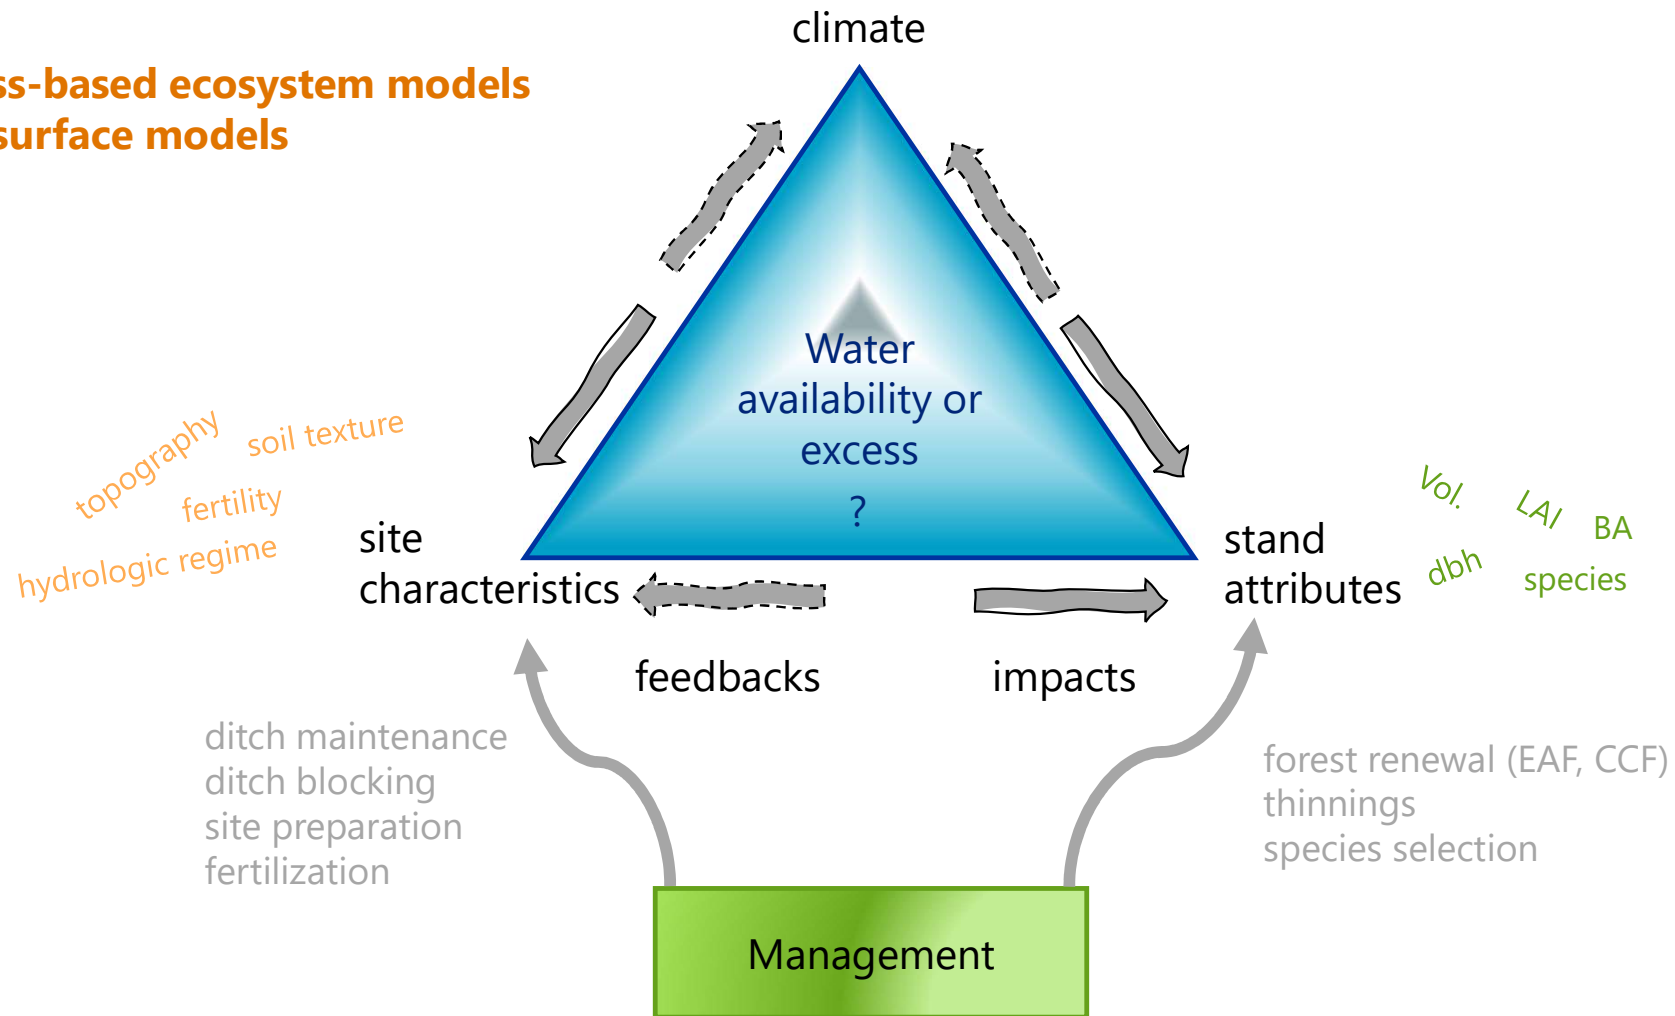 climate
ss-based ecosystem models
surface models
Water
availability or
excess
?
topography
soil texture
fertility
hydrologic regime
site
characteristics
stand
attributes
Vol.
LAI
BA
dbh
species
feedbacks
impacts
ditch maintenance
ditch blocking
site preparation
fertilization
forest renewal (EAF, CCF)
thinnings
species selection
Management